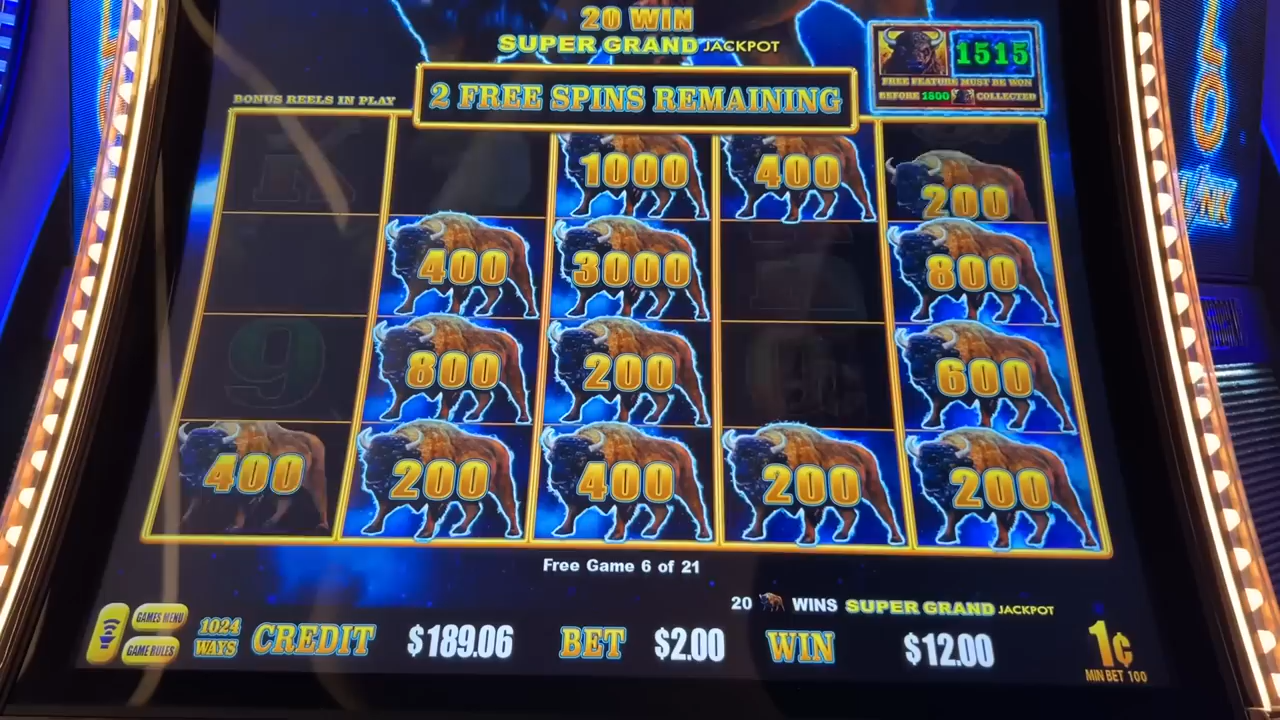 20 WIN
SUPER GRAND JACKPOT
1515
FREE FEATURE MUST BE WON
BEFORE 1800 COLLECTED
BONUS REELS IN PLAY
2 FREE SPINS REMAINING
1000 400 200
400 3000 800
9 800 200 600
400 200 400 200 200
Free Game 6 of 21
20 WINS SUPER GRAND JACKPOT
GAMES MENU
GAME RULES
1024 WAYS
CREDIT $189.06 BET $2.00 WIN $12.00
1¢
MIN BET 100